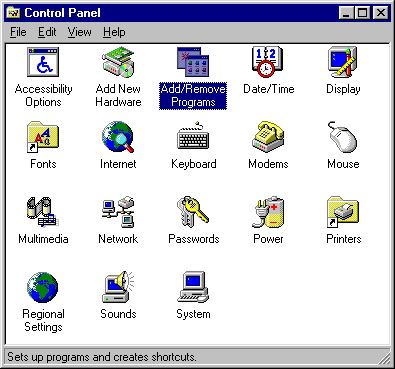 Control Panel
File Edit View Help
Accessibility Options
Add New Hardware
Add/Remove Programs
Date/Time
Display
Fonts
Internet
Keyboard
Modems
Mouse
Multimedia
Network
Passwords
Power
Printers
Regional Settings
Sounds
System
Sets up programs and creates shortcuts.